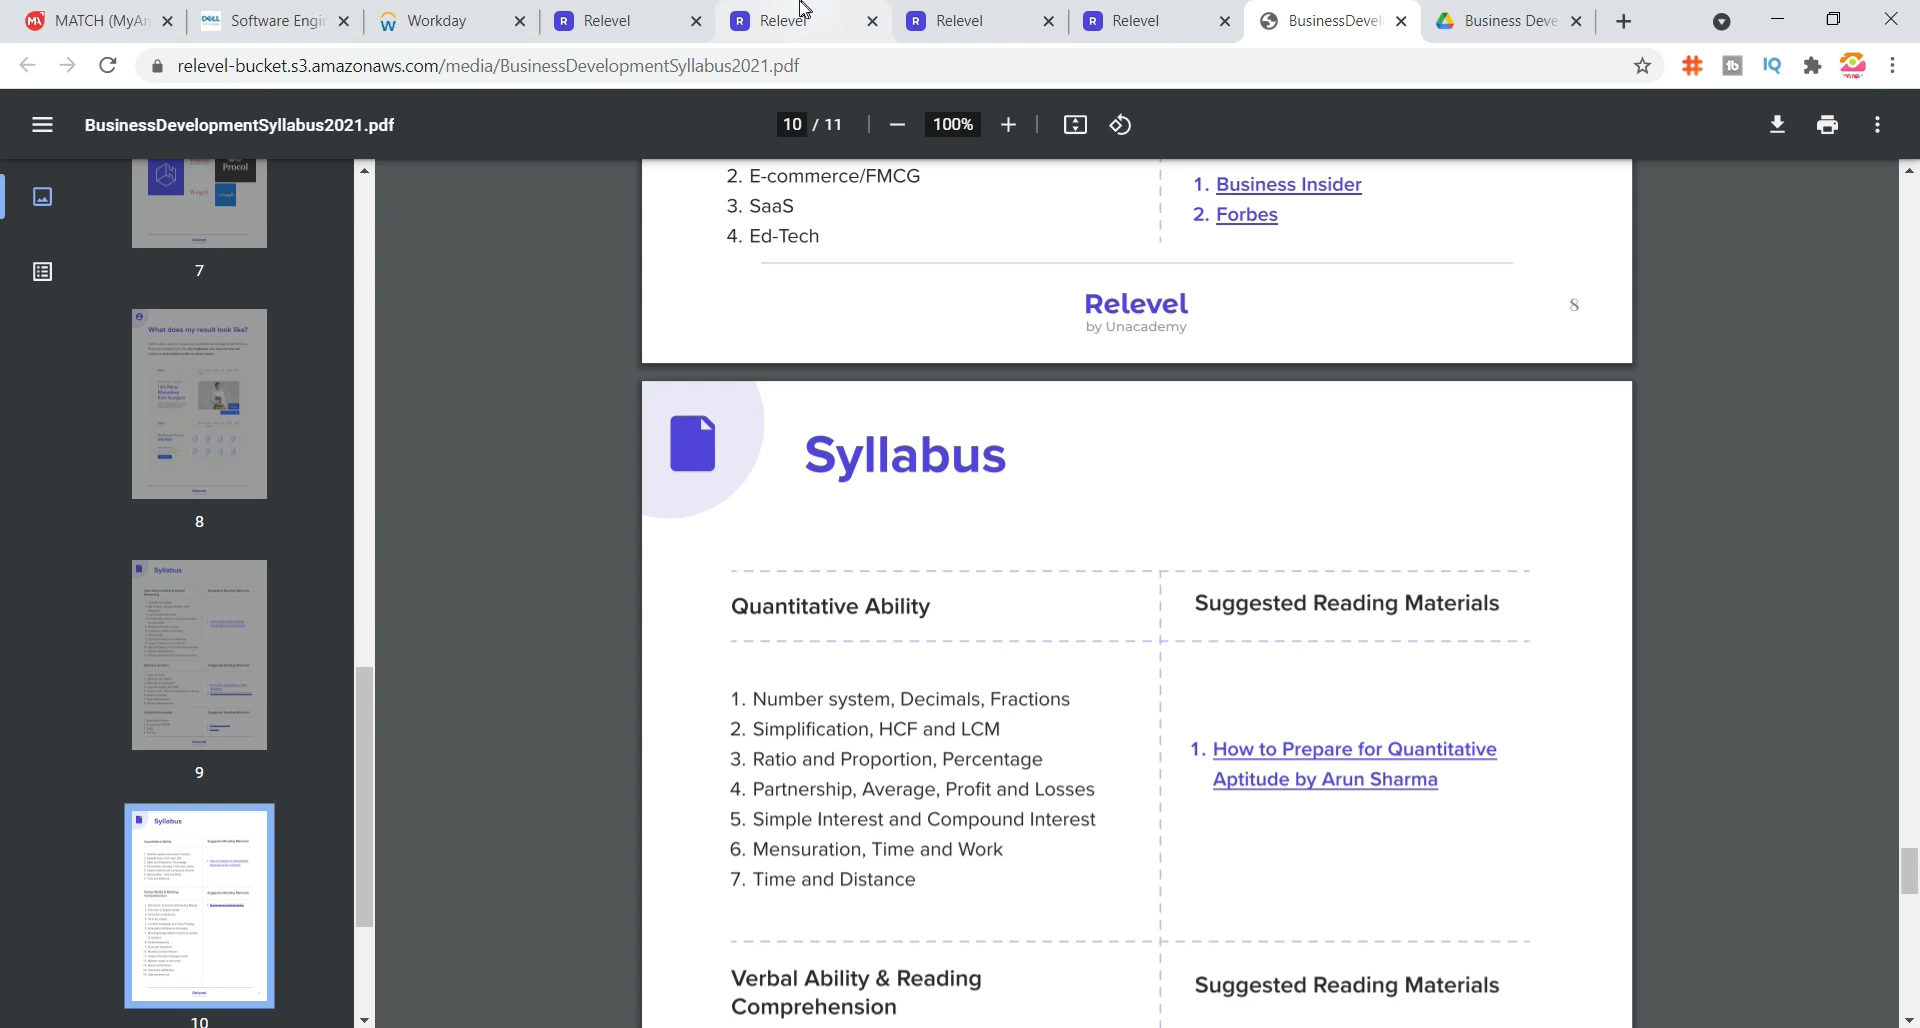 MATCH (MyAn
Software Engin
Workday
Relevel
Relevel
Relevel
Relevel
BusinessDevel
Business Deve
relevel-bucket.s3.amazonaws.com/media/BusinessDevelopmentSyllabus2021.pdf
BusinessDevelopmentSyllabus2021.pdf
10 / 11
100%
Procol
7
What does my result look like?
8
Syllabus
9
Syllabus
10
2. E-commerce/FMCG
3. SaaS
4. Ed-Tech
1. Business Insider
2. Forbes
Relevel
by Unacademy
8
Syllabus
Quantitative Ability
Suggested Reading Materials
1. Number system, Decimals, Fractions
2. Simplification, HCF and LCM
3. Ratio and Proportion, Percentage
4. Partnership, Average, Profit and Losses
5. Simple Interest and Compound Interest
6. Mensuration, Time and Work
7. Time and Distance
1. How to Prepare for Quantitative
Aptitude by Arun Sharma
Verbal Ability & Reading
Comprehension
Suggested Reading Materials